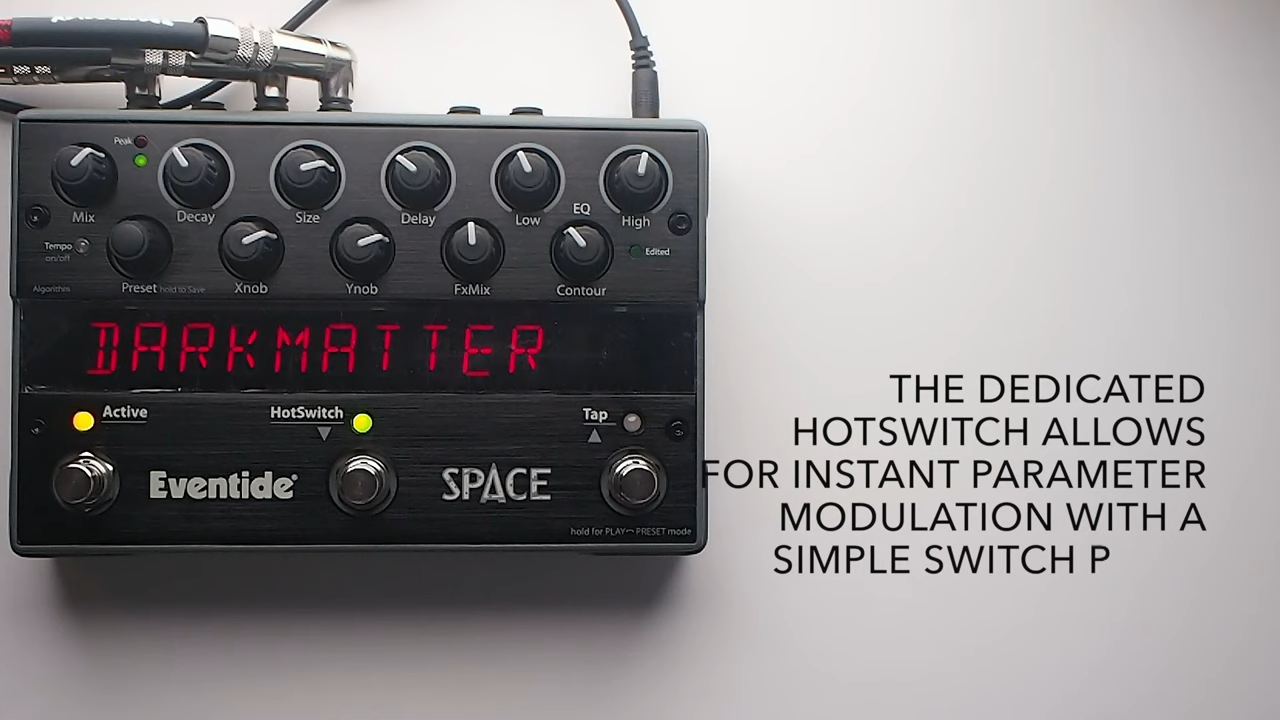 Peak
Mix
Decay
Size
Delay
Low
EQ
High
Tempo
on/off
Edited
Algorithm
Preset hold to Save
Xnob
Ynob
FxMix
Contour
DARKMATTER
Active
HotSwitch
Tap
Eventide®
SPACE
hold for PLAY PRESET mode
THE DEDICATED
HOTSWITCH ALLOWS
FOR INSTANT PARAMETER
MODULATION WITH A
SIMPLE SWITCH P